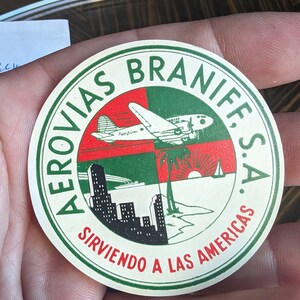 AEROVIAS BRANIFF, S.A.
SIRVIENDO A LAS AMERICAS